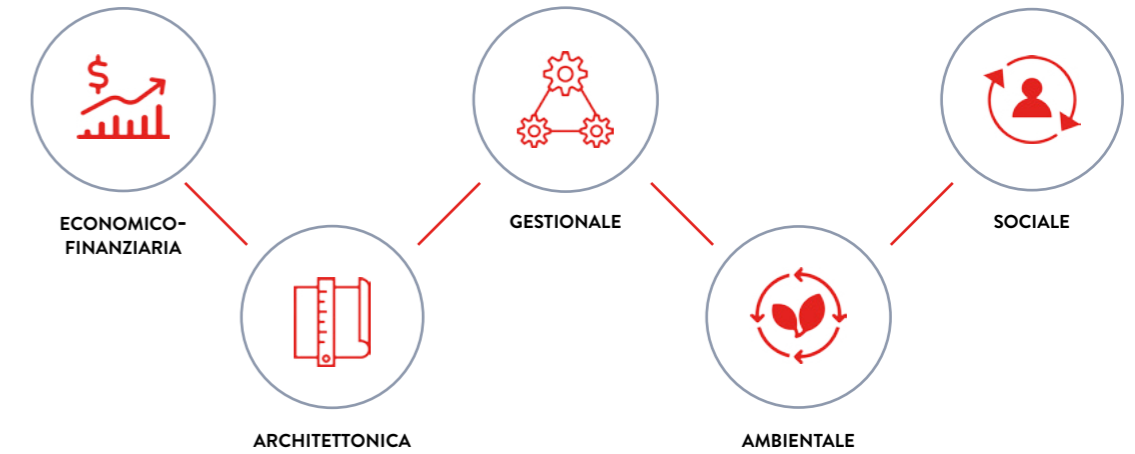 ECONOMICO-
FINANZIARIA
ARCHITETTONICA
GESTIONALE
AMBIENTALE
SOCIALE